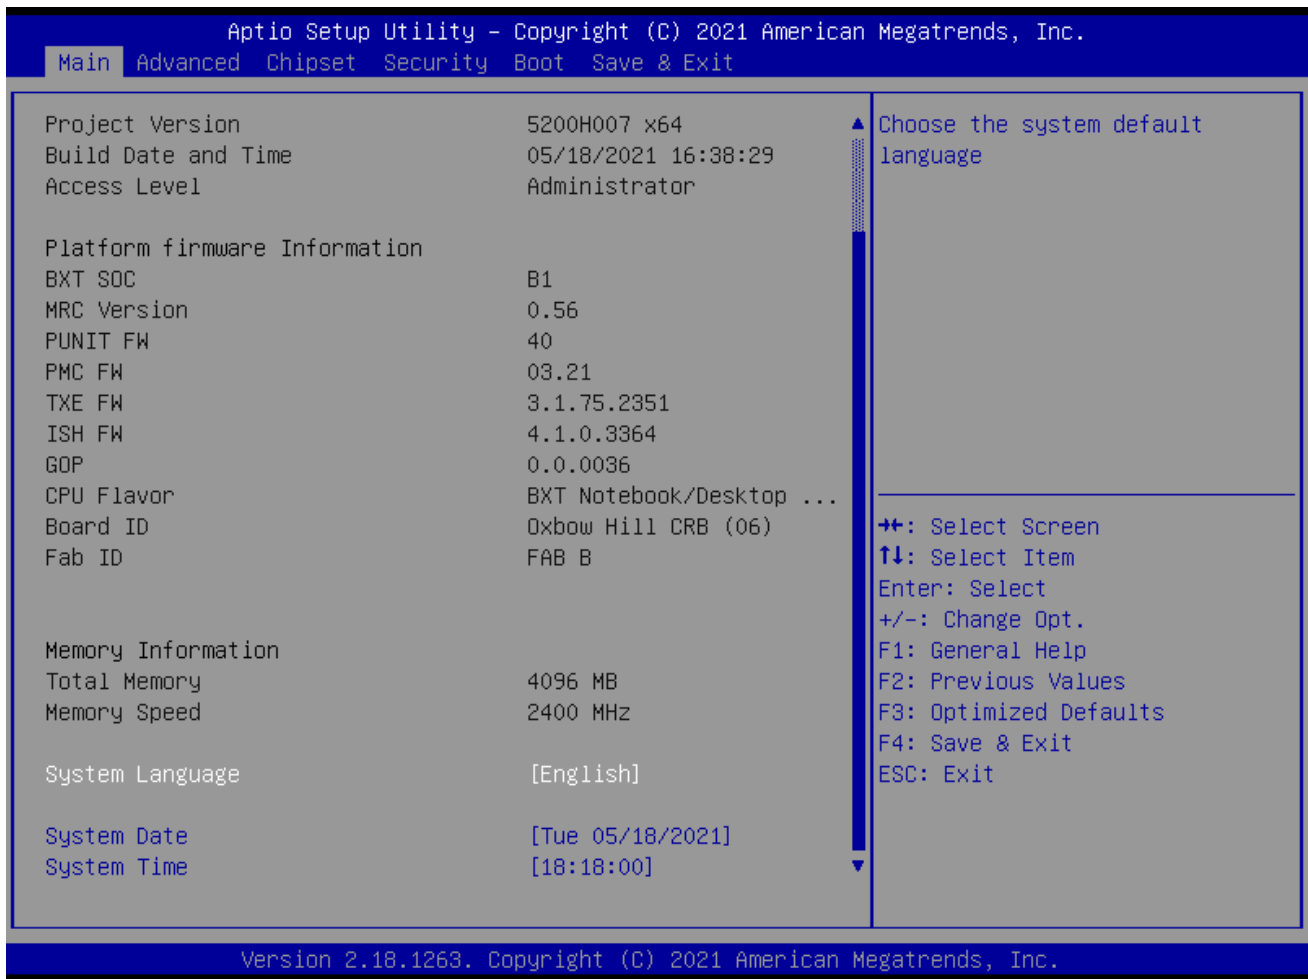 Aptio Setup Utility – Copyright (C) 2021 American Megatrends, Inc.
Main Advanced Chipset Security Boot Save & Exit
Project Version 5200H007 x64
Build Date and Time 05/18/2021 16:38:29
Access Level Administrator
Platform firmware Information
BXT SOC B1
MRC Version 0.56
PUNIT FW 40
PMC FW 03.21
TXE FW 3.1.75.2351
ISH FW 4.1.0.3364
GOP 0.0.0036
CPU Flavor BXT Notebook/Desktop ...
Board ID Oxbow Hill CRB (06)
Fab ID FAB B
Memory Information
Total Memory 4096 MB
Memory Speed 2400 MHz
System Language [English]
System Date [Tue 05/18/2021]
System Time [18:18:00]
Choose the system default
language
→←: Select Screen
↑↓: Select Item
Enter: Select
+/-: Change Opt.
F1: General Help
F2: Previous Values
F3: Optimized Defaults
F4: Save & Exit
ESC: Exit
Version 2.18.1263. Copyright (C) 2021 American Megatrends, Inc.